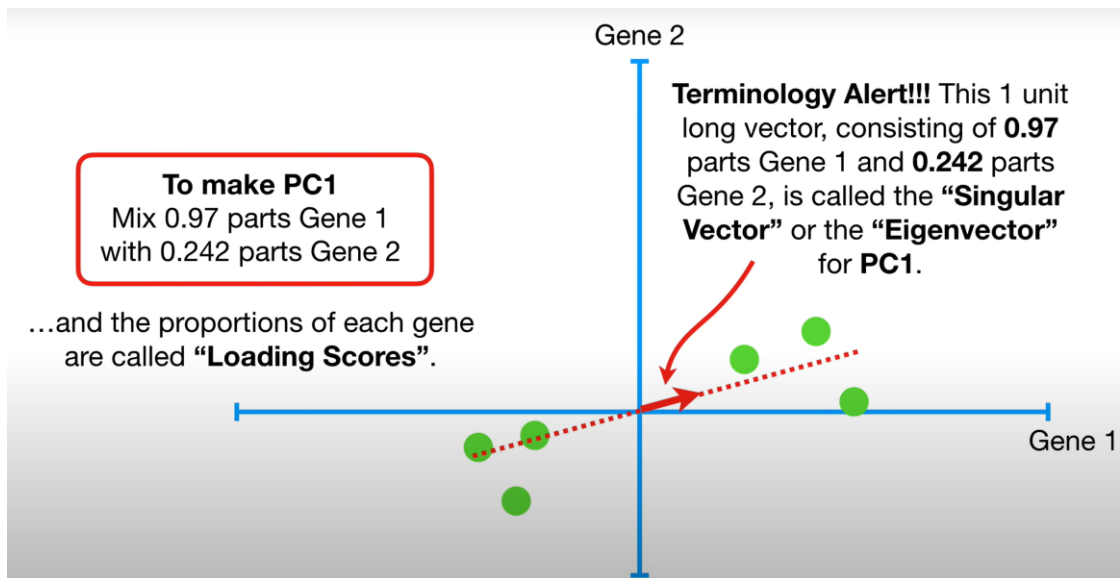 Gene 2
Terminology Alert!!! This 1 unit
long vector, consisting of 0.97
parts Gene 1 and 0.242 parts
Gene 2, is called the “Singular
Vector” or the “Eigenvector”
for PC1.
To make PC1
Mix 0.97 parts Gene 1
with 0.242 parts Gene 2
…and the proportions of each gene
are called “Loading Scores”.
Gene 1